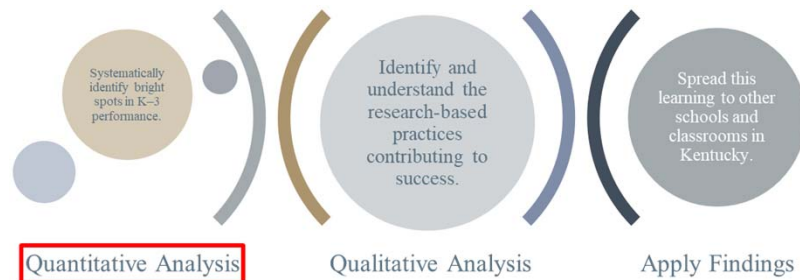 Systematically
identify bright
spots in K–3
performance.
Identify and
understand the
research-based
practices
contributing to
success.
Spread this
learning to other
schools and
classrooms in
Kentucky.
Quantitative Analysis
Qualitative Analysis
Apply Findings